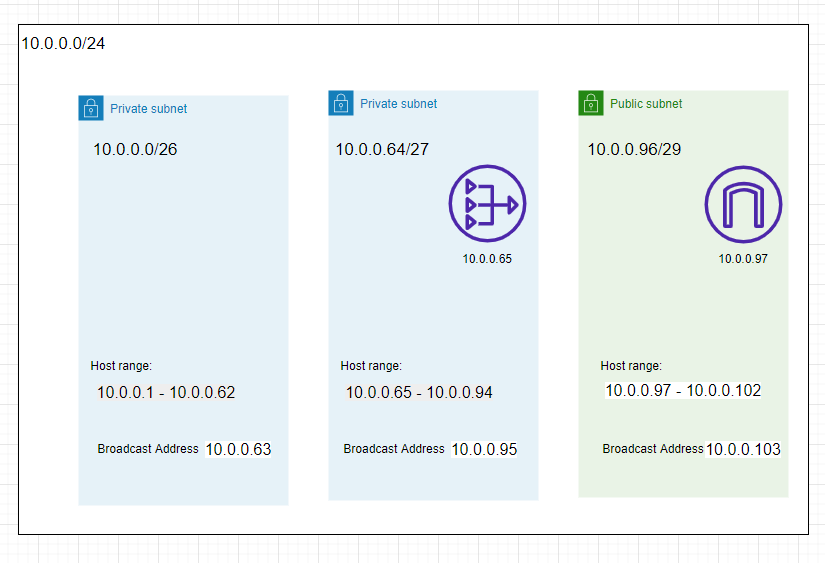 10.0.0.0/24
Private subnet
10.0.0.0/26
Host range:
10.0.0.1 - 10.0.0.62
Broadcast Address 10.0.0.63
Private subnet
10.0.0.64/27
10.0.0.65
Host range:
10.0.0.65 - 10.0.0.94
Broadcast Address 10.0.0.95
Public subnet
10.0.0.96/29
10.0.0.97
Host range:
10.0.0.97 - 10.0.0.102
Broadcast Address 10.0.0.103